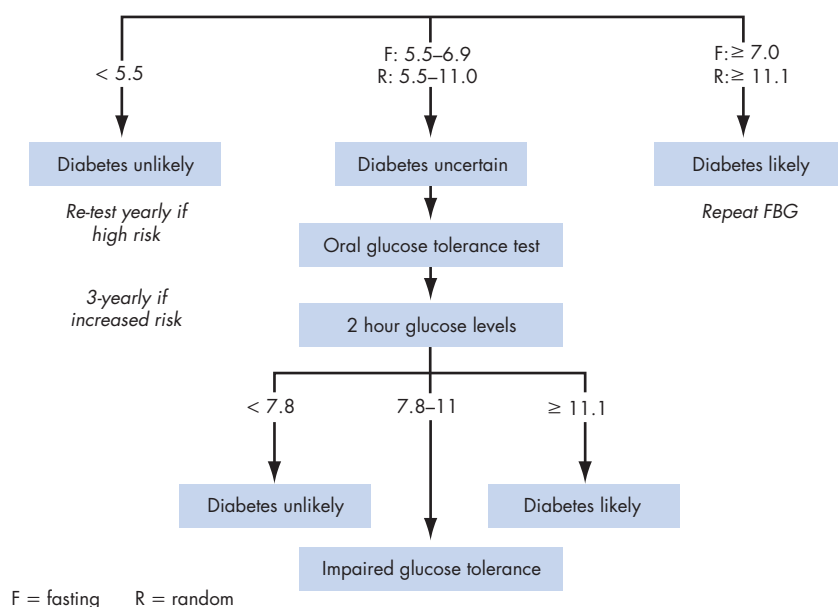 < 5.5
F: 5.5–6.9
R: 5.5–11.0
F:≥ 7.0
R:≥ 11.1
Diabetes unlikely
Diabetes uncertain
Diabetes likely
Re-test yearly if
high risk
Repeat FBG
Oral glucose tolerance test
3-yearly if
increased risk
2 hour glucose levels
< 7.8
7.8–11
≥ 11.1
Diabetes unlikely
Diabetes likely
Impaired glucose tolerance
F = fasting R = random